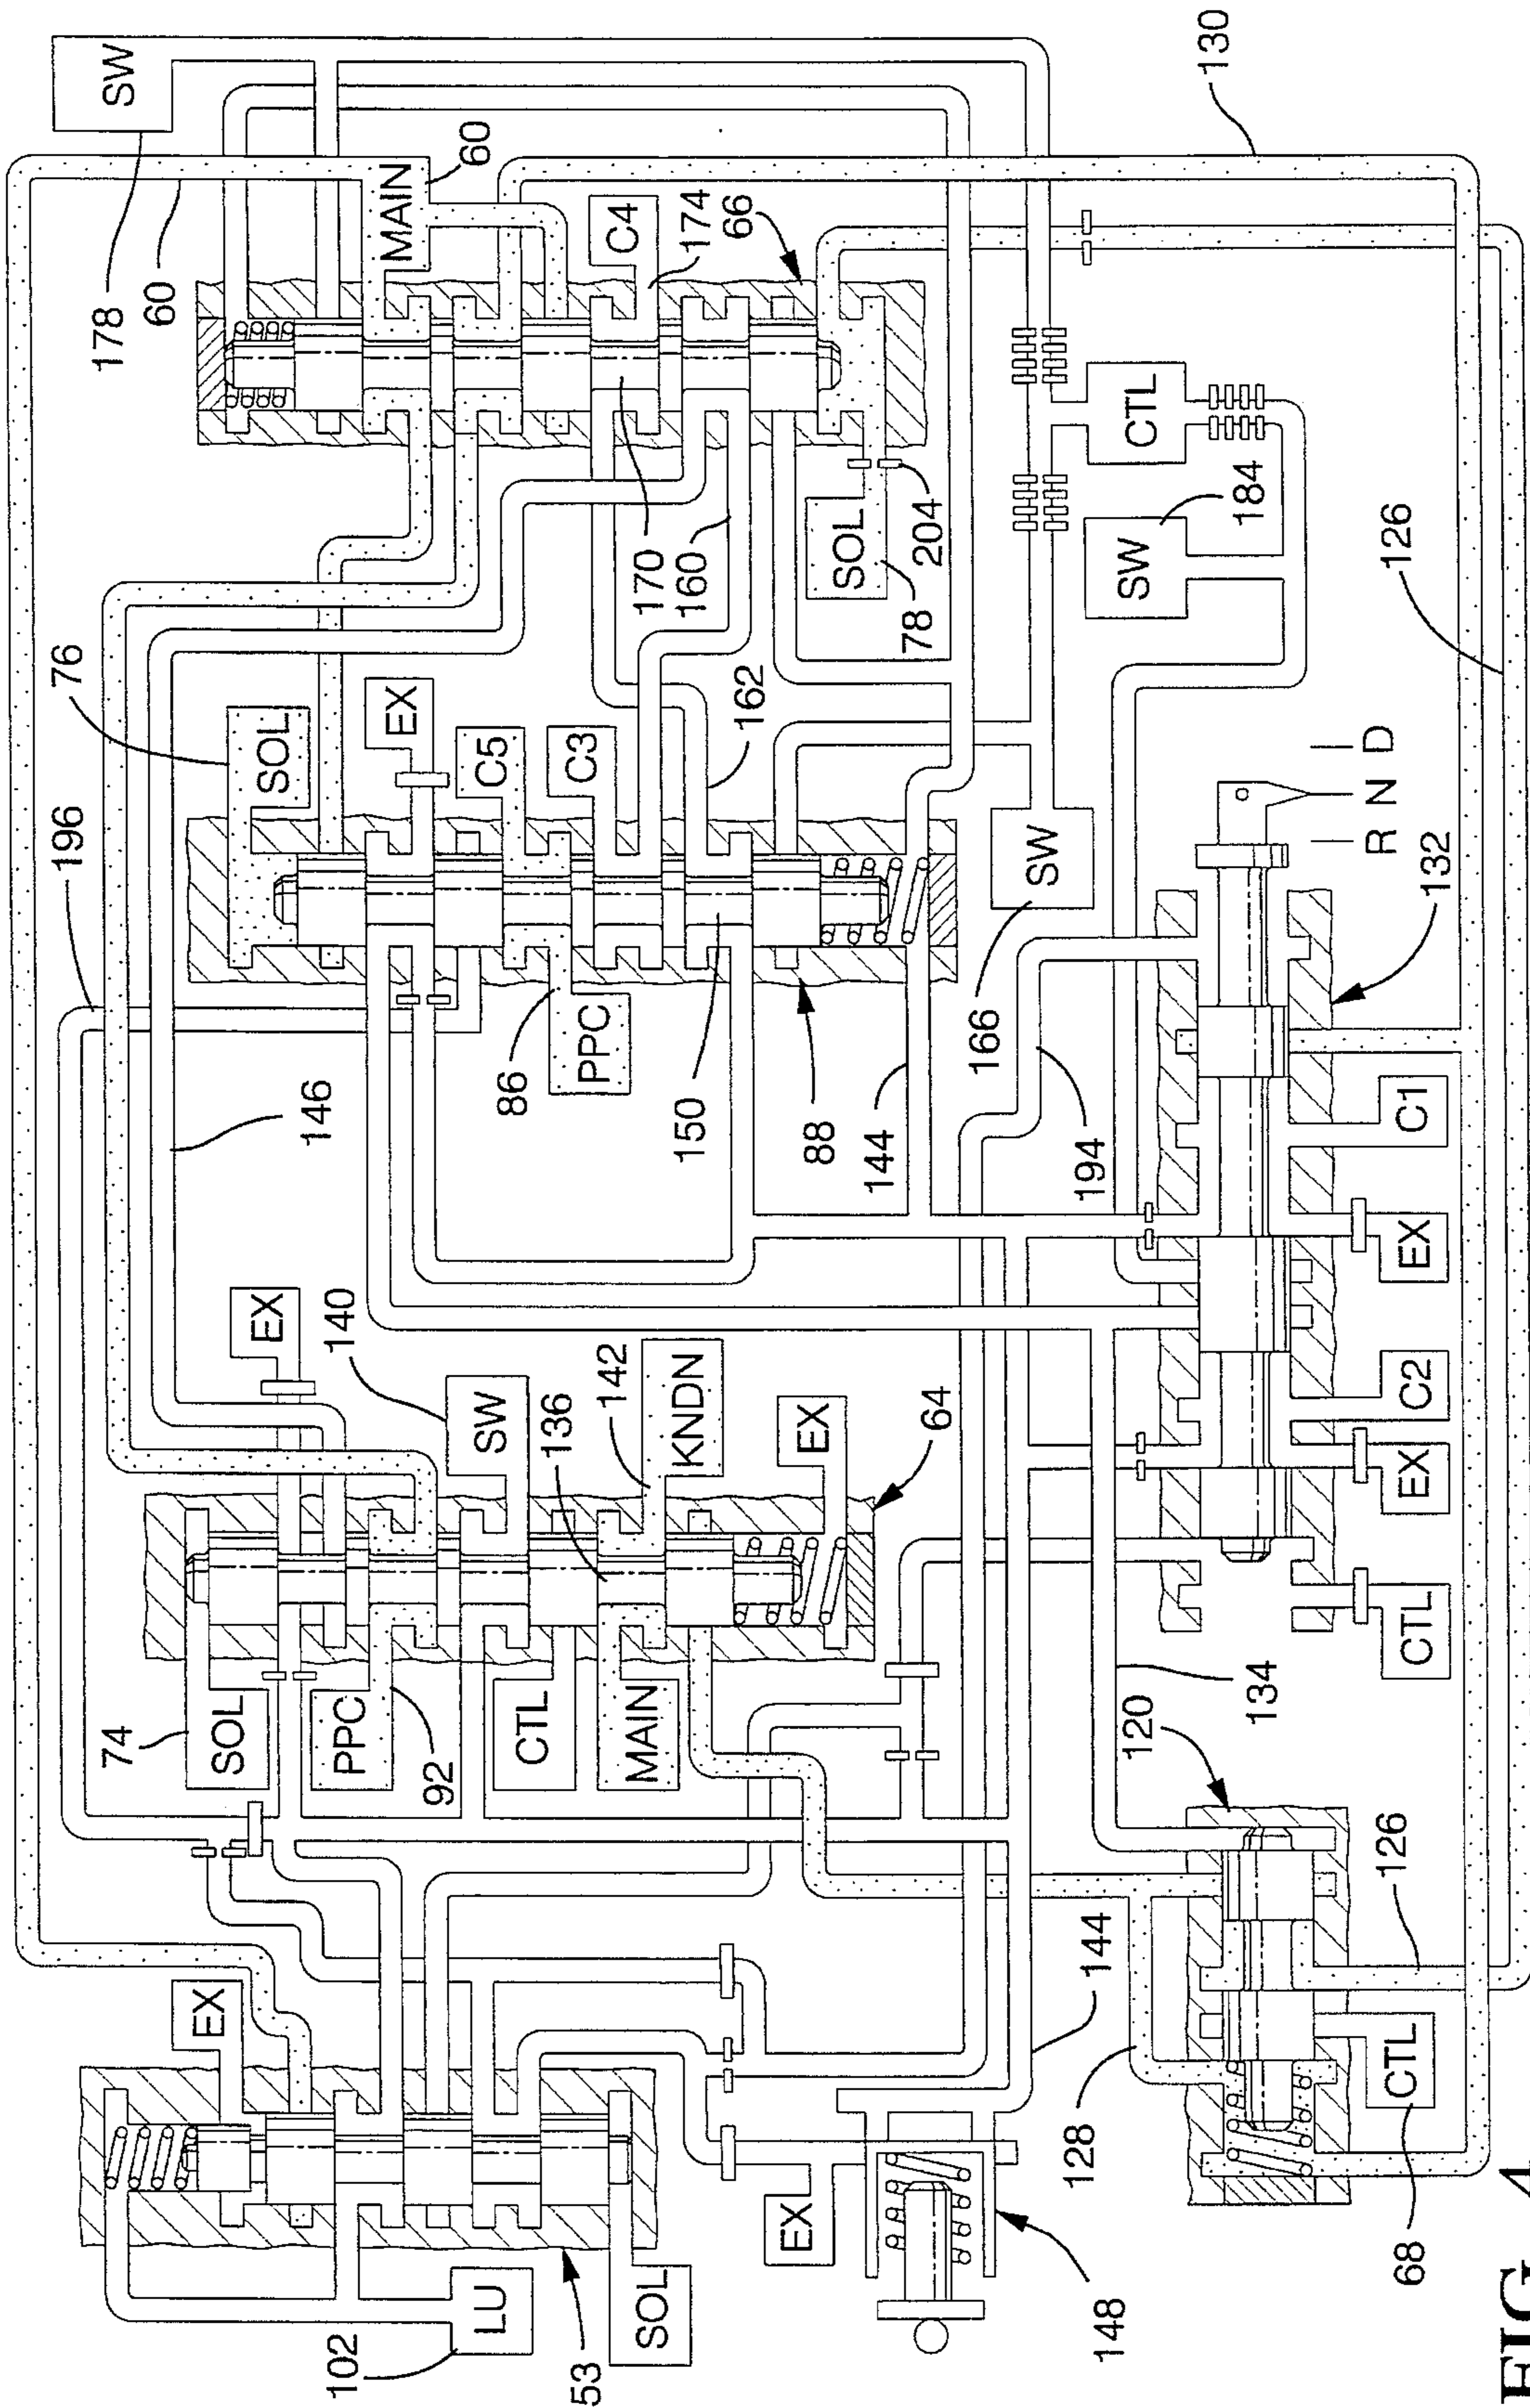 SW
178
60
MAIN
60
C4
174
66
130
76
SOL
EX
C5
C3
162
170
160
SOL
78
204
CTL
184
SW
126
196
146
86
PPC
150
88
144
SW
166
194
R N D
132
C1
EX
C2
EX
CTL
134
EX
140
SW
136
142
KNDN
EX
64
74
SOL
PPC
92
CTL
MAIN
120
126
CTL
68
128
144
EX
148
EX
LU
102
53
SOL
FIG. 4